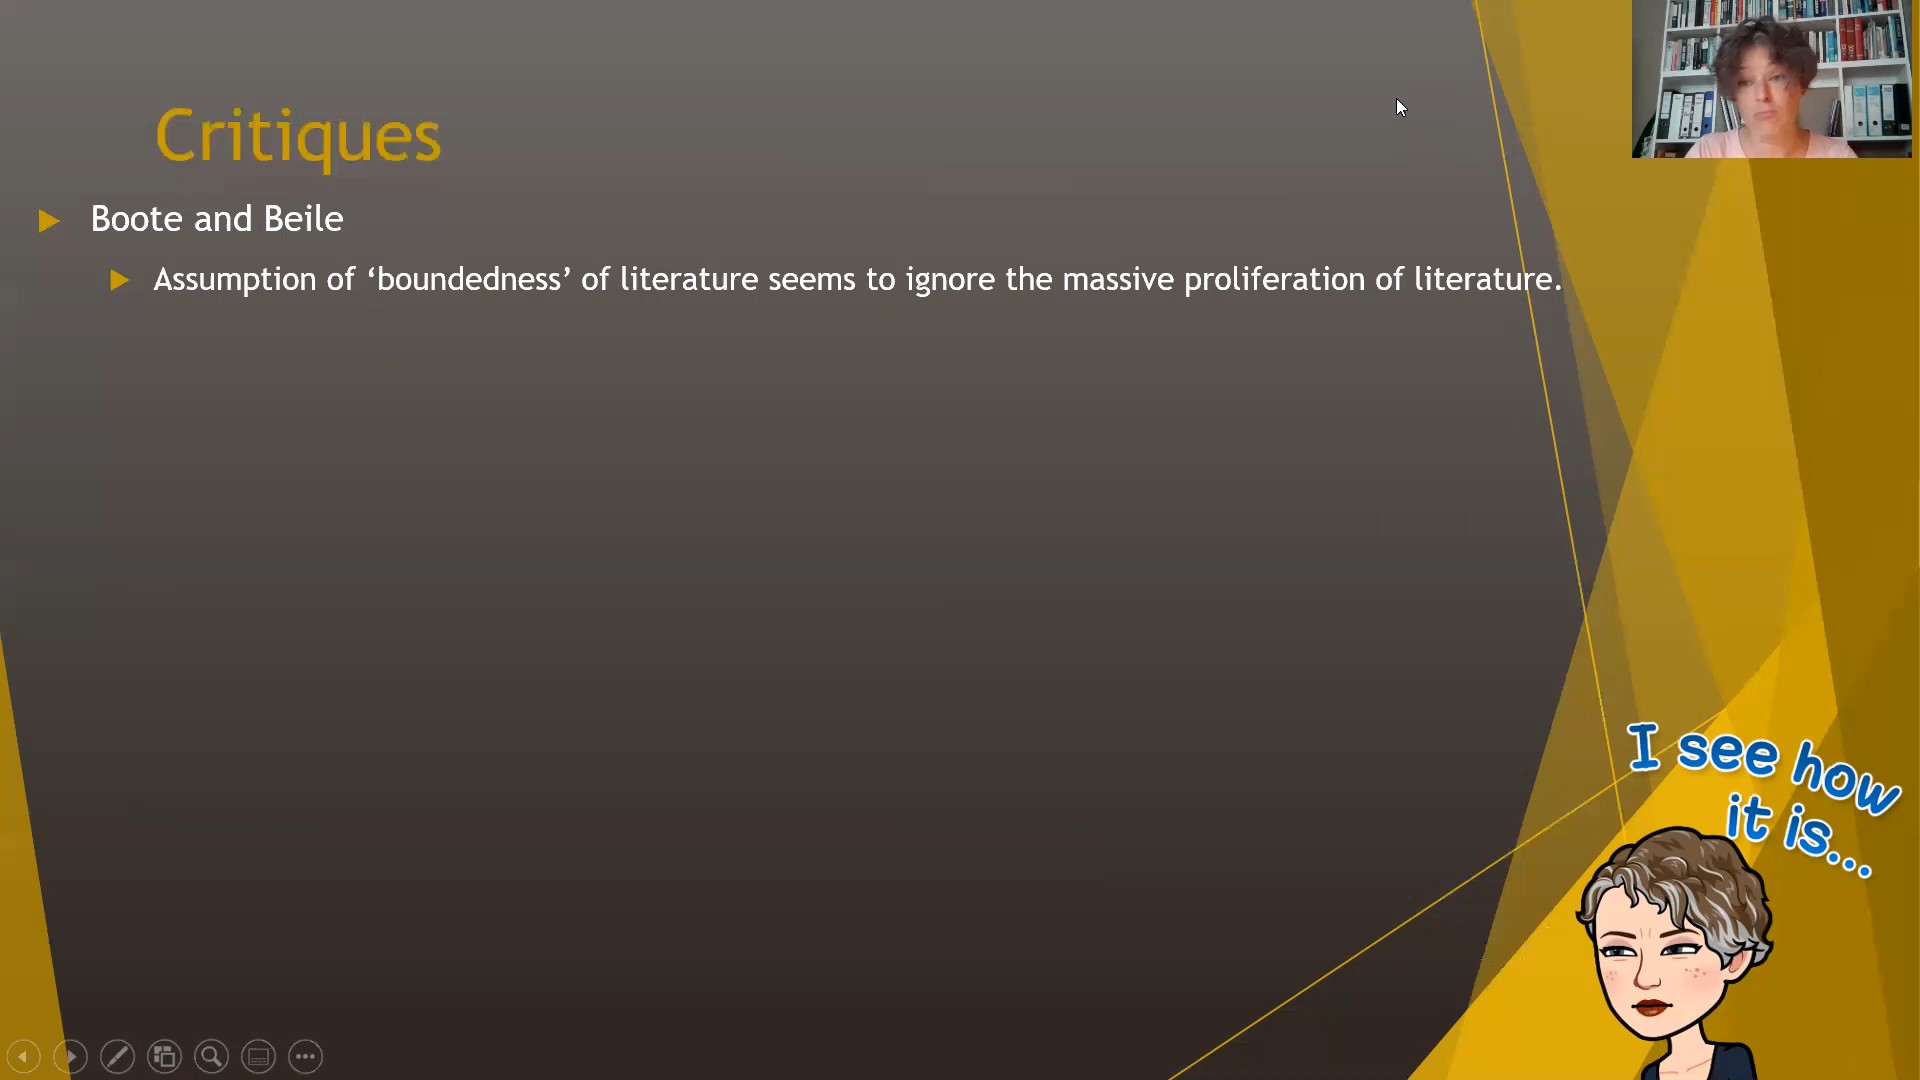 Critiques
Boote and Beile
Assumption of ‘boundedness’ of literature seems to ignore the massive proliferation of literature.
I see how
it is...